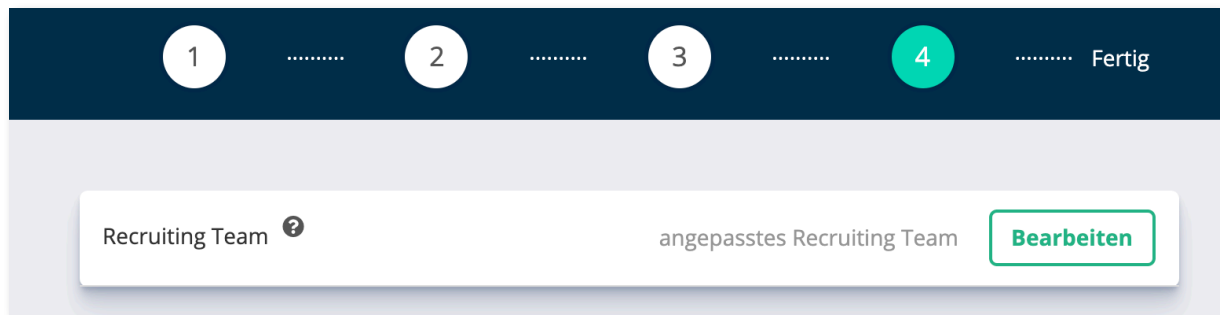 1 .......... 2 .......... 3 .......... 4 .......... Fertig
Recruiting Team ? angepasstes Recruiting Team Bearbeiten